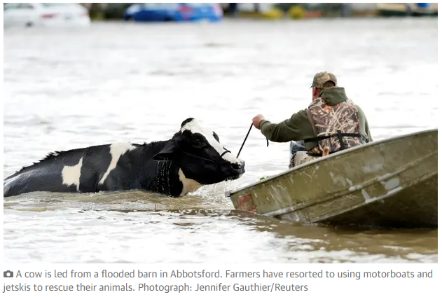 A cow is led from a flooded barn in Abbotsford. Farmers have resorted to using motorboats and
jetskis to rescue their animals. Photograph: Jennifer Gauthier/Reuters